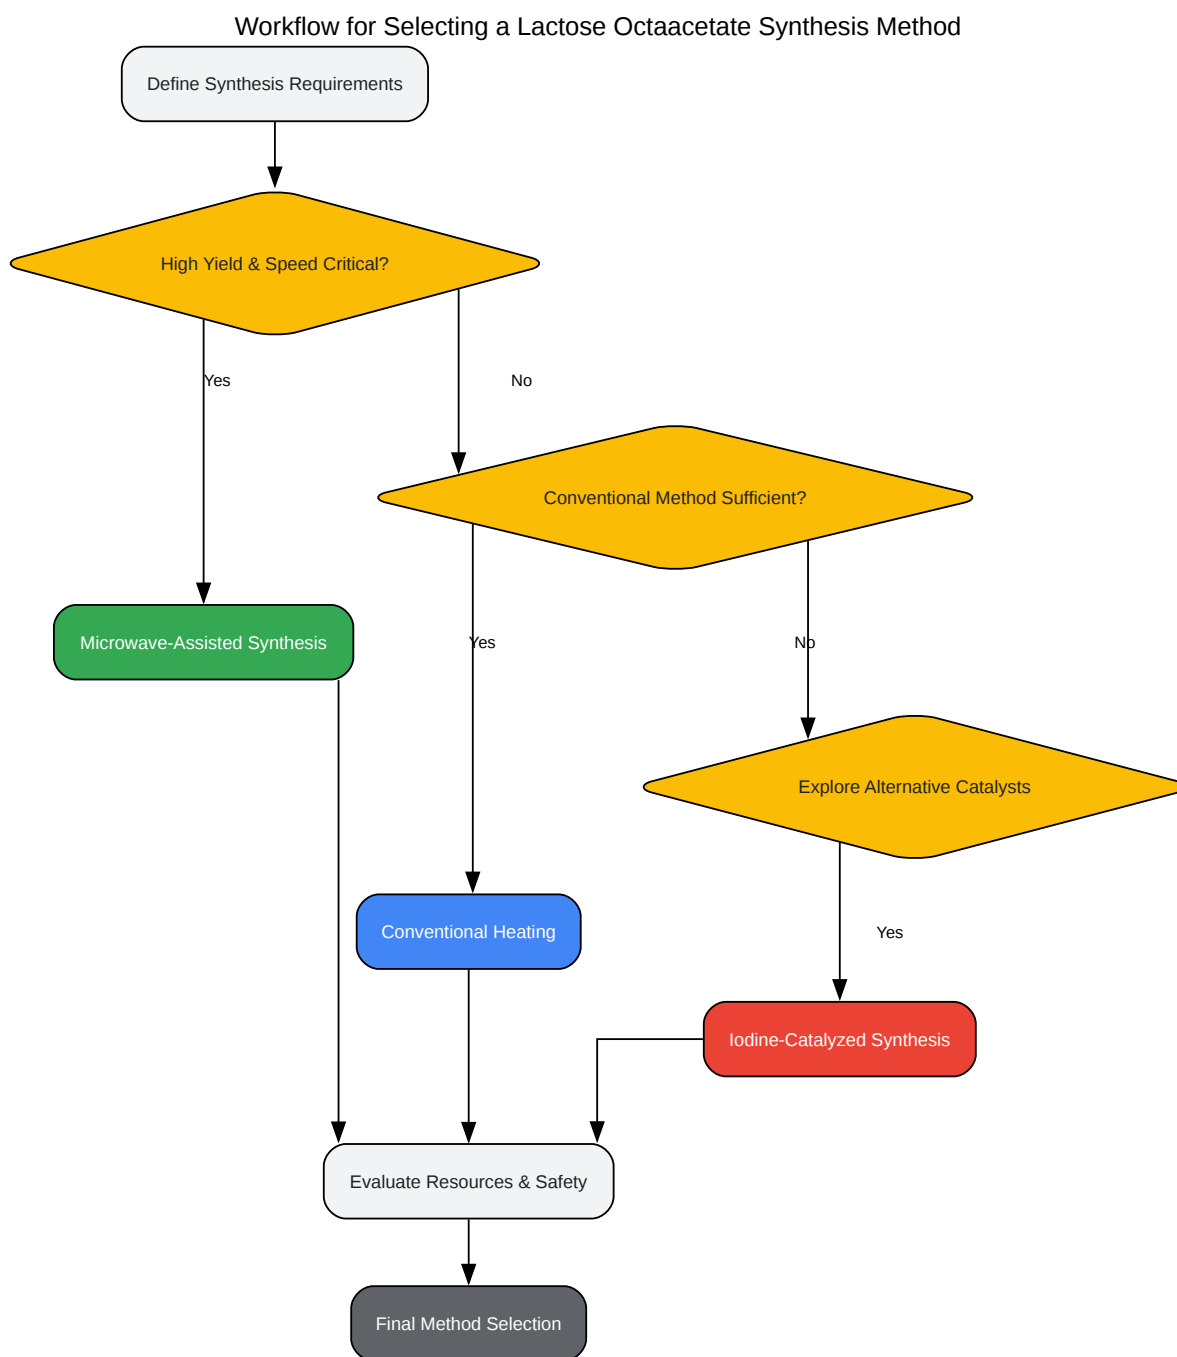 Workflow for Selecting a Lactose Octaacetate Synthesis Method
Define Synthesis Requirements
High Yield & Speed Critical?
Yes
No
Conventional Method Sufficient?
Microwave-Assisted Synthesis
Yes
No
Explore Alternative Catalysts
Conventional Heating
Yes
Iodine-Catalyzed Synthesis
Evaluate Resources & Safety
Final Method Selection